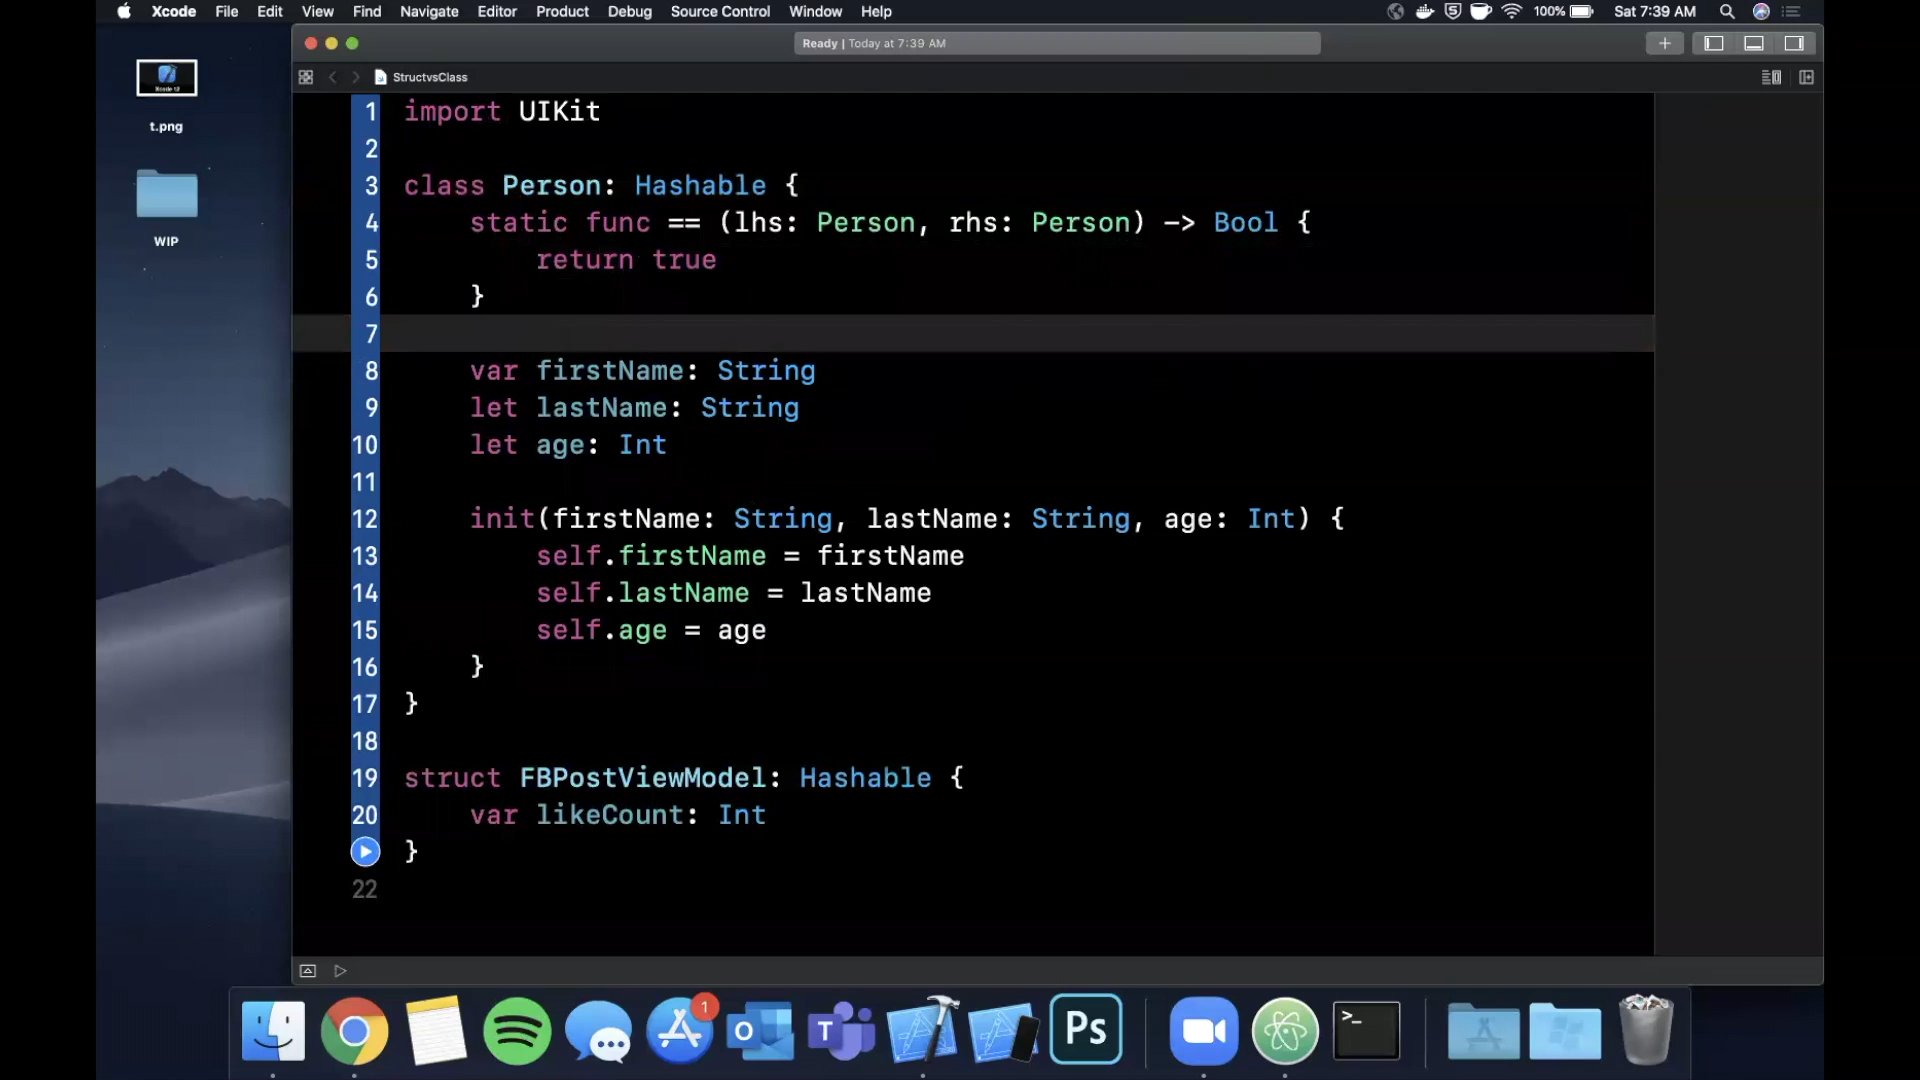 Xcode File Edit View Find Navigate Editor Product Debug Source Control Window Help
100% Sat 7:39 AM
Ready | Today at 7:39 AM
StructvsClass
t.png
WIP
1 import UIKit
2
3 class Person: Hashable {
4 static func == (lhs: Person, rhs: Person) -> Bool {
5 return true
6 }
7
8 var firstName: String
9 let lastName: String
10 let age: Int
11
12 init(firstName: String, lastName: String, age: Int) {
13 self.firstName = firstName
14 self.lastName = lastName
15 self.age = age
16 }
17 }
18
19 struct FBPostViewModel: Hashable {
20 var likeCount: Int
}
22
1
O
T
Ps
>_